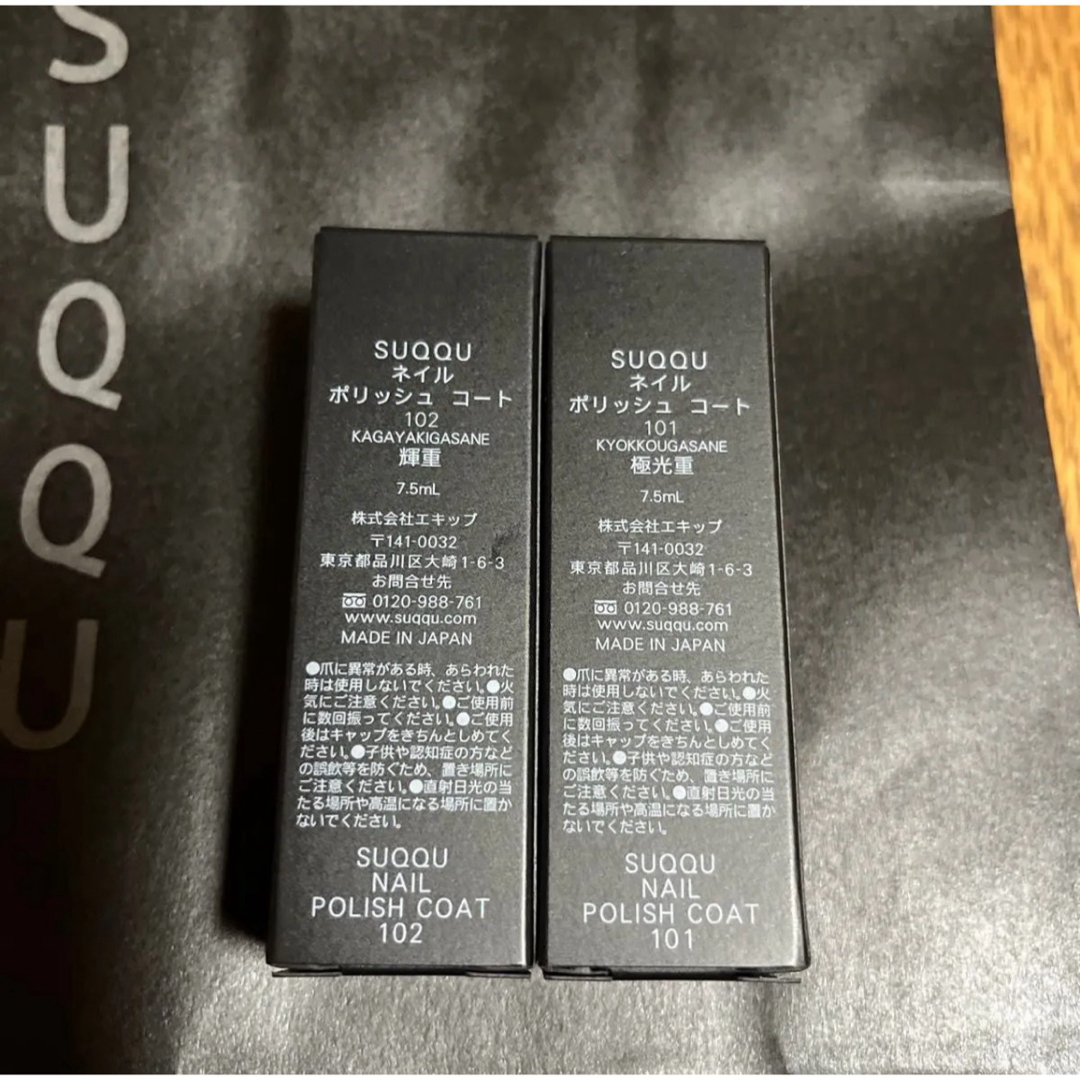 SUQQU
SUQQU
ネイル
ポリッシュ コート
102
KAGAYAKIGASANE
輝重
7.5mL
株式会社エキップ
〒141-0032
東京都品川区大崎1-6-3
お問合せ先
0120-988-761
www.suqqu.com
MADE IN JAPAN
●爪に異常がある時、あらわれた
時は使用しないでください。●火
気にご注意ください。●ご使用前
に数回振ってください。●ご使用
後はキャップをきちんとしめてく
ださい。●子供や認知症の方など
の誤飲等を防ぐため、置き場所に
ご注意ください。●直射日光の当
たる場所や高温になる場所に置か
ないでください。
SUQQU
NAIL
POLISH COAT
102
SUQQU
ネイル
ポリッシュ コート
101
KYOKKOUGASANE
極光重
7.5mL
株式会社エキップ
〒141-0032
東京都品川区大崎1-6-3
お問合せ先
0120-988-761
www.suqqu.com
MADE IN JAPAN
●爪に異常がある時、あらわれた
時は使用しないでください。●火
気にご注意ください。●ご使用前
に数回振ってください。●ご使用
後はキャップをきちんとしめてく
ださい。●子供や認知症の方など
の誤飲等を防ぐため、置き場所に
ご注意ください。●直射日光の当
たる場所や高温になる場所に置か
ないでください。
SUQQU
NAIL
POLISH COAT
101